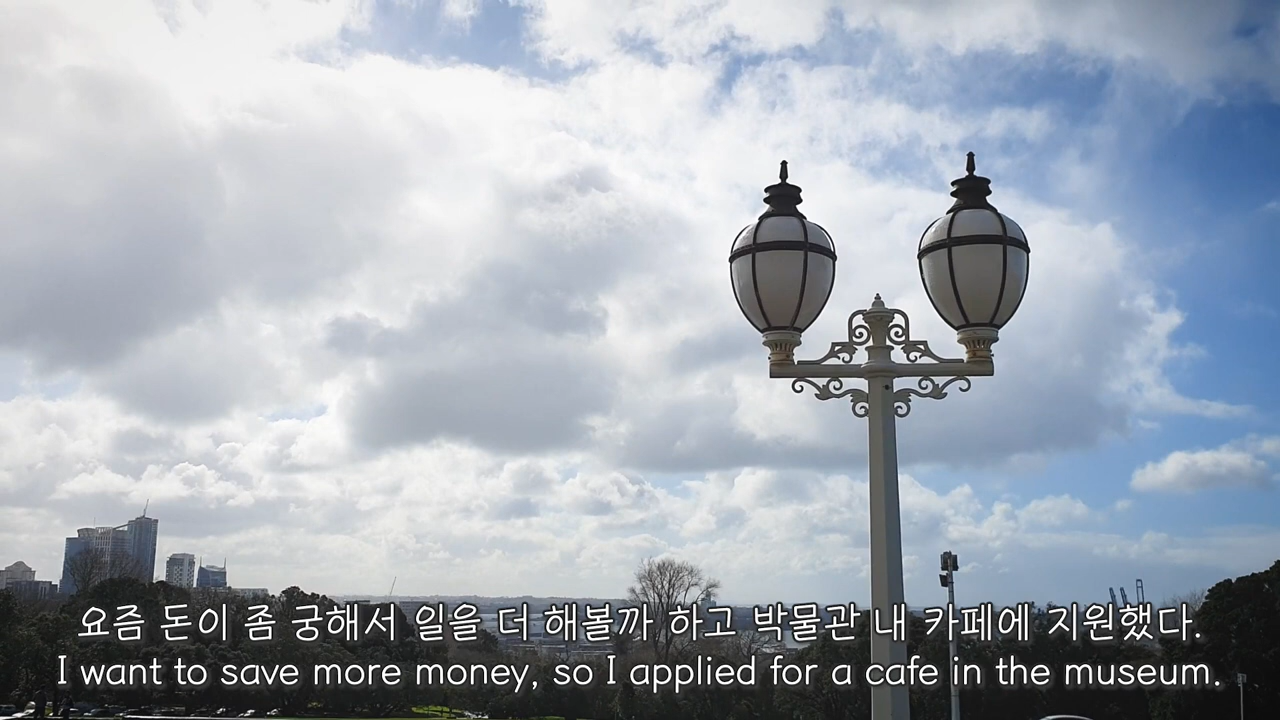 요즘 돈이 좀 궁해서 일을 더 해볼까 하고 박물관 내 카페에 지원했다.
I want to save more money, so I applied for a cafe in the museum.